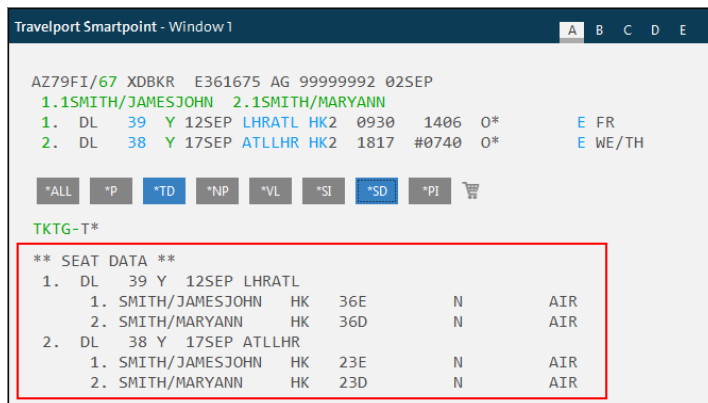 Travelport Smartpoint - Window 1 A B C D E
AZ79FI/67 XDBKR E361675 AG 99999992 02SEP
1.1SMITH/JAMESJOHN 2.1SMITH/MARYANN
1. DL 39 Y 12SEP LHRATL HK2 0930 1406 O* E FR
2. DL 38 Y 17SEP ATLLHR HK2 1817 #0740 O* E WE/TH
*ALL *P *TD *NP *VL *SI *SD *PI
TKTG-T*
** SEAT DATA **
1. DL 39 Y 12SEP LHRATL
1. SMITH/JAMESJOHN HK 36E N AIR
2. SMITH/MARYANN HK 36D N AIR
2. DL 38 Y 17SEP ATLLHR
1. SMITH/JAMESJOHN HK 23E N AIR
2. SMITH/MARYANN HK 23D N AIR